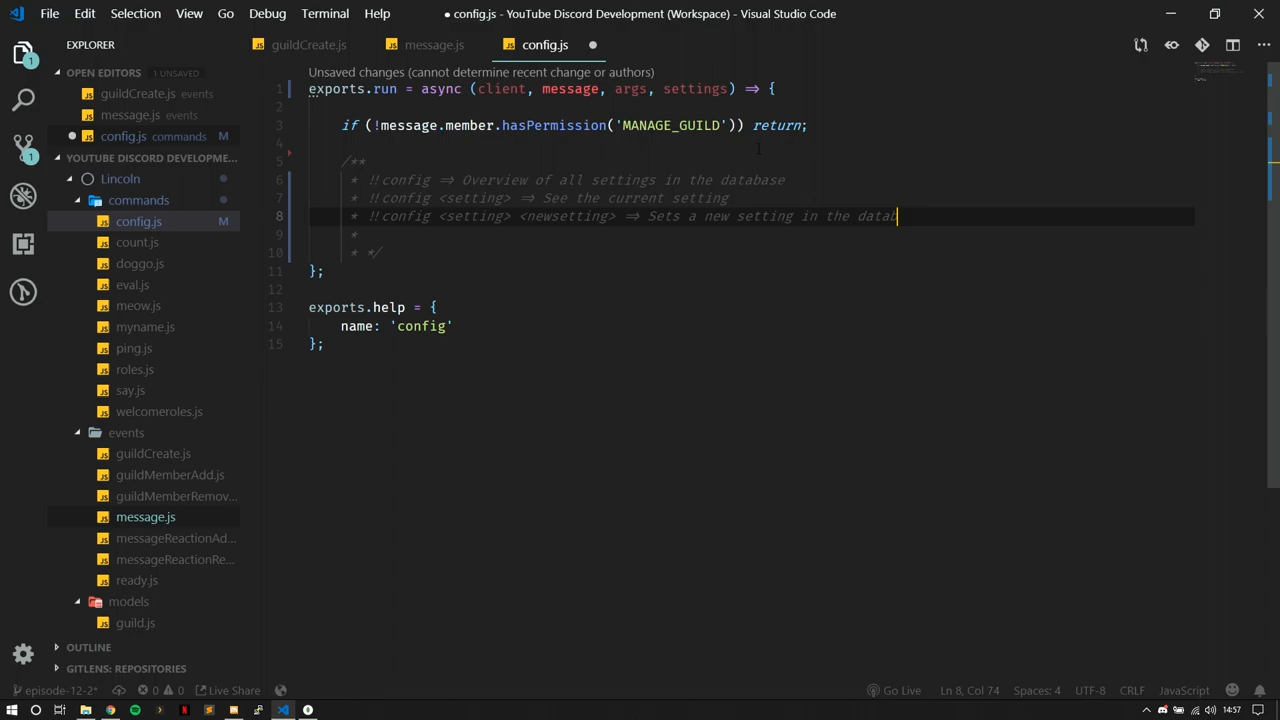 File Edit Selection View Go Debug Terminal Help
● config.js - YouTube Discord Development (Workspace) - Visual Studio Code
EXPLORER
OPEN EDITORS 1 UNSAVED
guildCreate.js events
message.js events
config.js commands M
YOUTUBE DISCORD DEVELOPME...
Lincoln
commands
config.js M
count.js
doggo.js
eval.js
meow.js
myname.js
ping.js
roles.js
say.js
welcomeroles.js
events
guildCreate.js
guildMemberAdd.js
guildMemberRemov...
message.js
messageReactionAd...
messageReactionRe...
ready.js
models
guild.js
OUTLINE
GITLENS: REPOSITORIES
guildCreate.js message.js config.js
Unsaved changes (cannot determine recent change or authors)
1 exports.run = async (client, message, args, settings) => {
2
3 if (!message.member.hasPermission('MANAGE_GUILD')) return;
4
5 /**
6 * !!config => Overview of all settings in the database
7 * !!config <setting> => See the current setting
8 * !!config <setting> <newsetting> => Sets a new setting in the datab
9 *
10 * */
11 };
12
13 exports.help = {
14 name: 'config'
15 };
episode-12-2* 0 0 Live Share Go Live Ln 8, Col 74 Spaces: 4 UTF-8 CRLF JavaScript
14:57